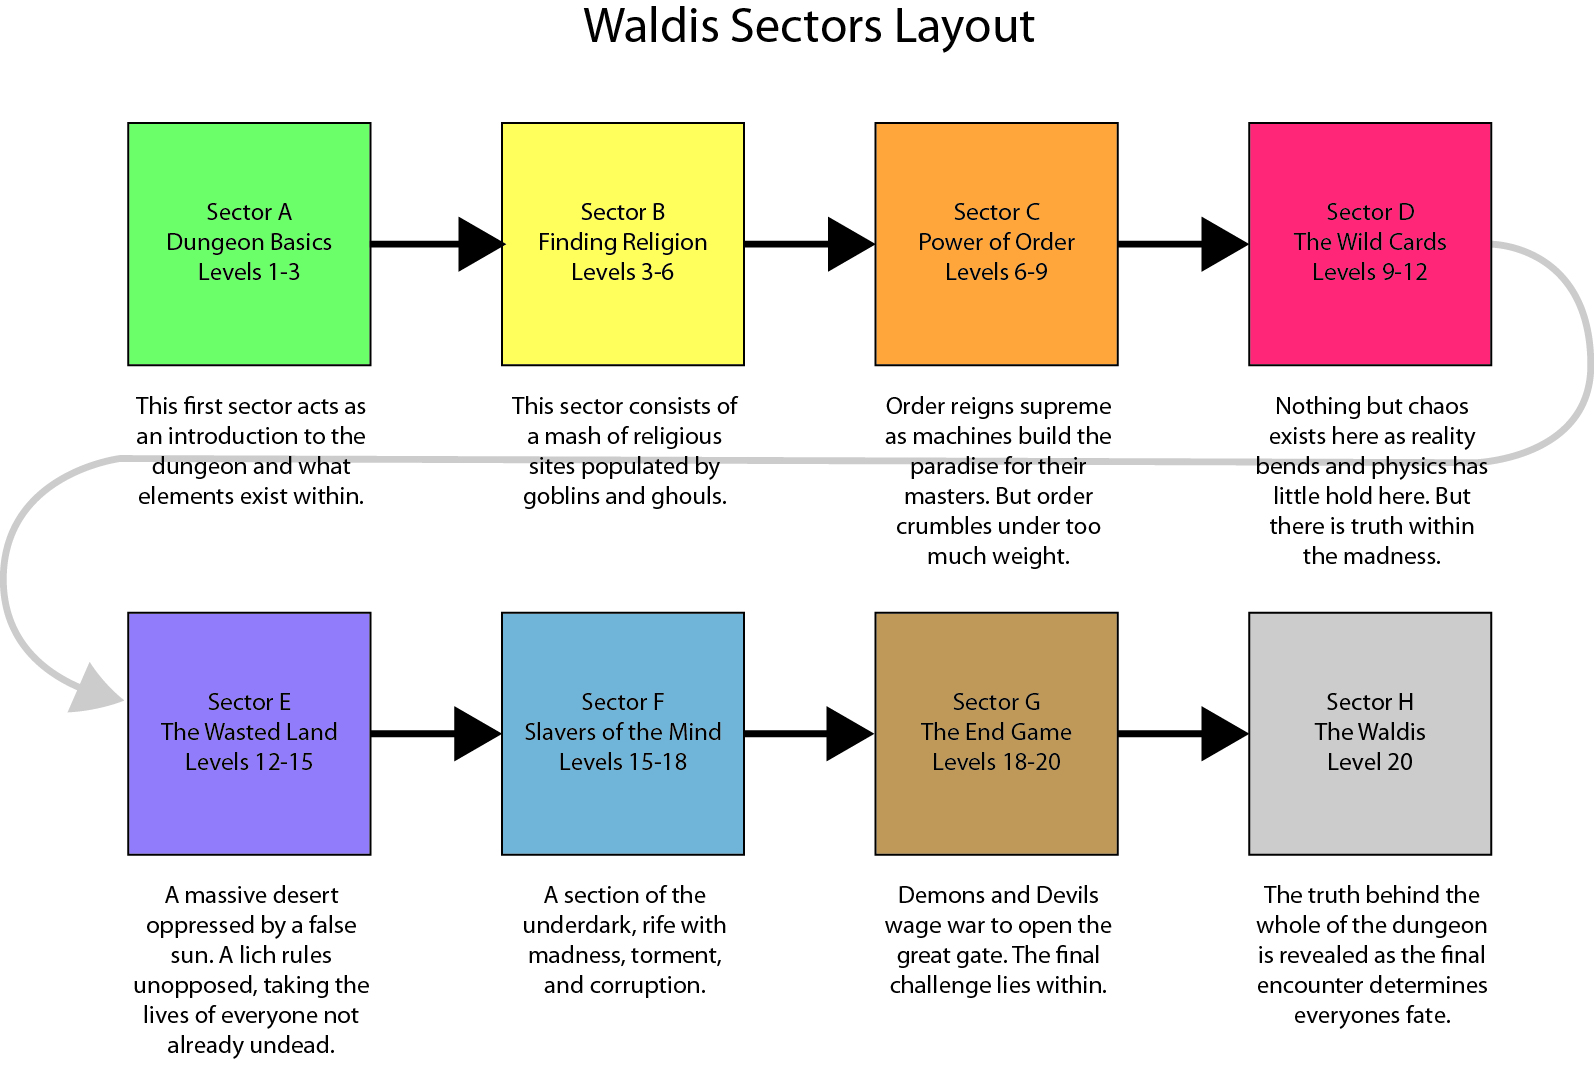 Waldis Sectors Layout
Sector A
Dungeon Basics
Levels 1-3
Sector B
Finding Religion
Levels 3-6
Sector C
Power of Order
Levels 6-9
Sector D
The Wild Cards
Levels 9-12
This first sector acts as
an introduction to the
dungeon and what
elements exist within.
This sector consists of
a mash of religious
sites populated by
goblins and ghouls.
Order reigns supreme
as machines build the
paradise for their
masters. But order
crumbles under too
much weight.
Nothing but chaos
exists here as reality
bends and physics has
little hold here. But
there is truth within
the madness.
Sector E
The Wasted Land
Levels 12-15
Sector F
Slavers of the Mind
Levels 15-18
Sector G
The End Game
Levels 18-20
Sector H
The Waldis
Level 20
A massive desert
oppressed by a false
sun. A lich rules
unopposed, taking the
lives of everyone not
already undead.
A section of the
underdark, rife with
madness, torment,
and corruption.
Demons and Devils
wage war to open the
great gate. The final
challenge lies within.
The truth behind the
whole of the dungeon
is revealed as the final
encounter determines
everyones fate.